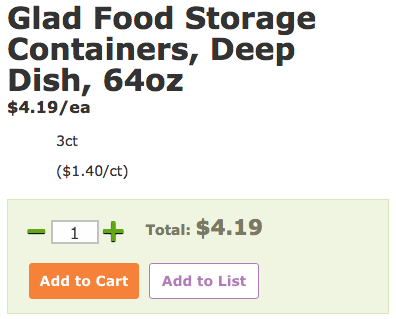 Glad Food Storage
Containers, Deep
Dish, 64oz
$4.19/ea
3ct
($1.40/ct)
1 Total: $4.19
Add to Cart Add to List